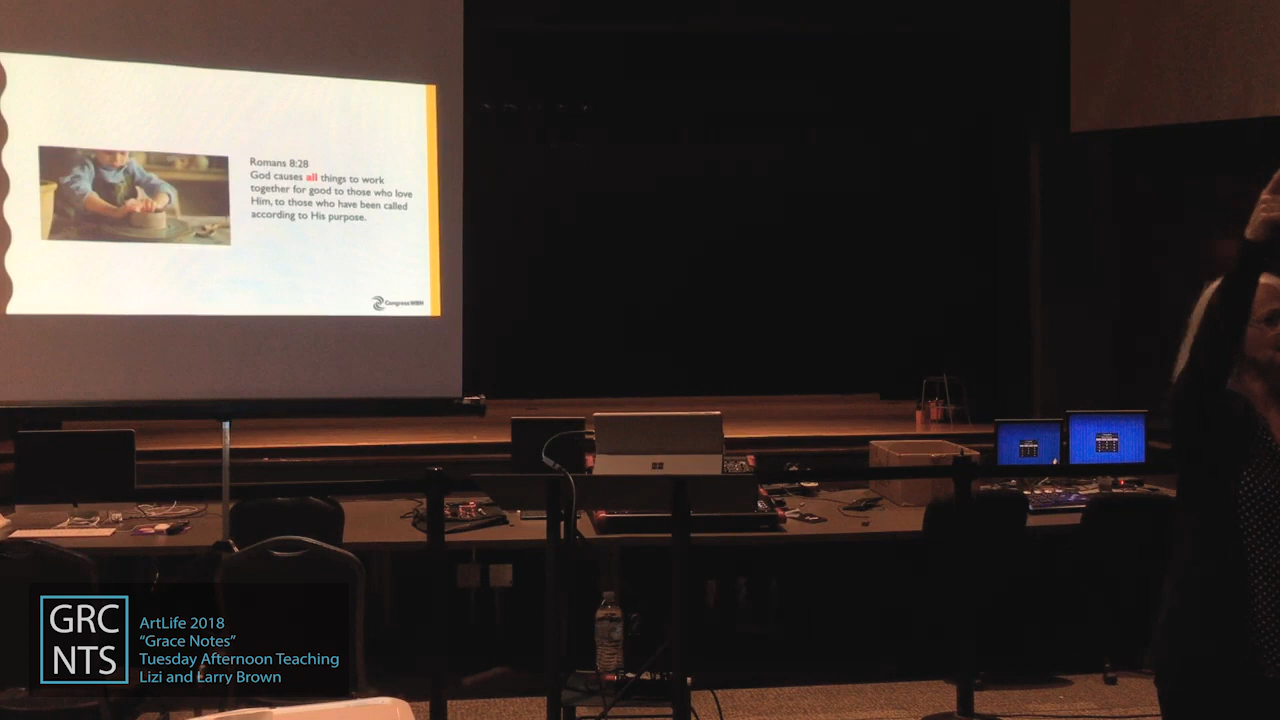 Romans 8:28
God causes all things to work
together for good to those who love
Him, to those who have been called
according to His purpose.
CongressWBN
GRC
NTS
ArtLife 2018
“Grace Notes”
Tuesday Afternoon Teaching
Lizi and Larry Brown